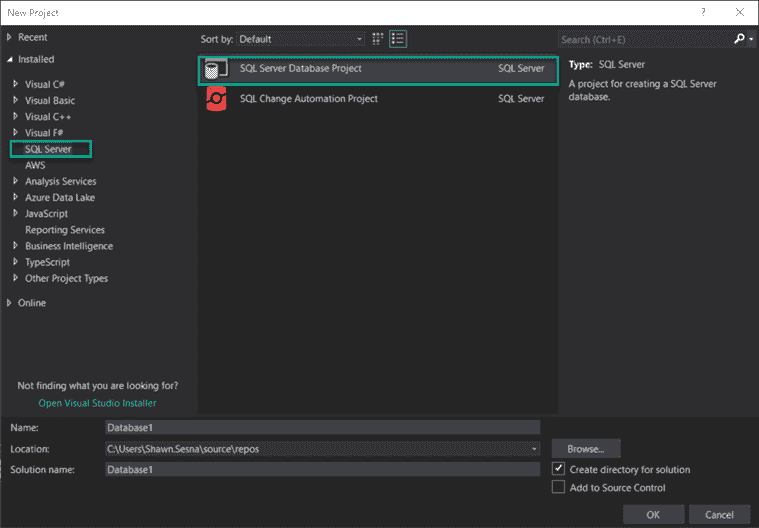 New Project
?
Recent
Installed
Visual C#
Visual Basic
Visual C++
Visual F#
SQL Server
AWS
Analysis Services
Azure Data Lake
JavaScript
Reporting Services
Business Intelligence
TypeScript
Other Project Types
Online
Not finding what you are looking for?
Open Visual Studio Installer
Sort by: Default
SQL Server Database Project SQL Server
SQL Change Automation Project SQL Server
Search (Ctrl+E)
Type: SQL Server
A project for creating a SQL Server
database.
Name: Database1
Location: C:\Users\Shawn.Sesna\source\repos Browse...
Solution name: Database1
Create directory for solution
Add to Source Control
OK Cancel